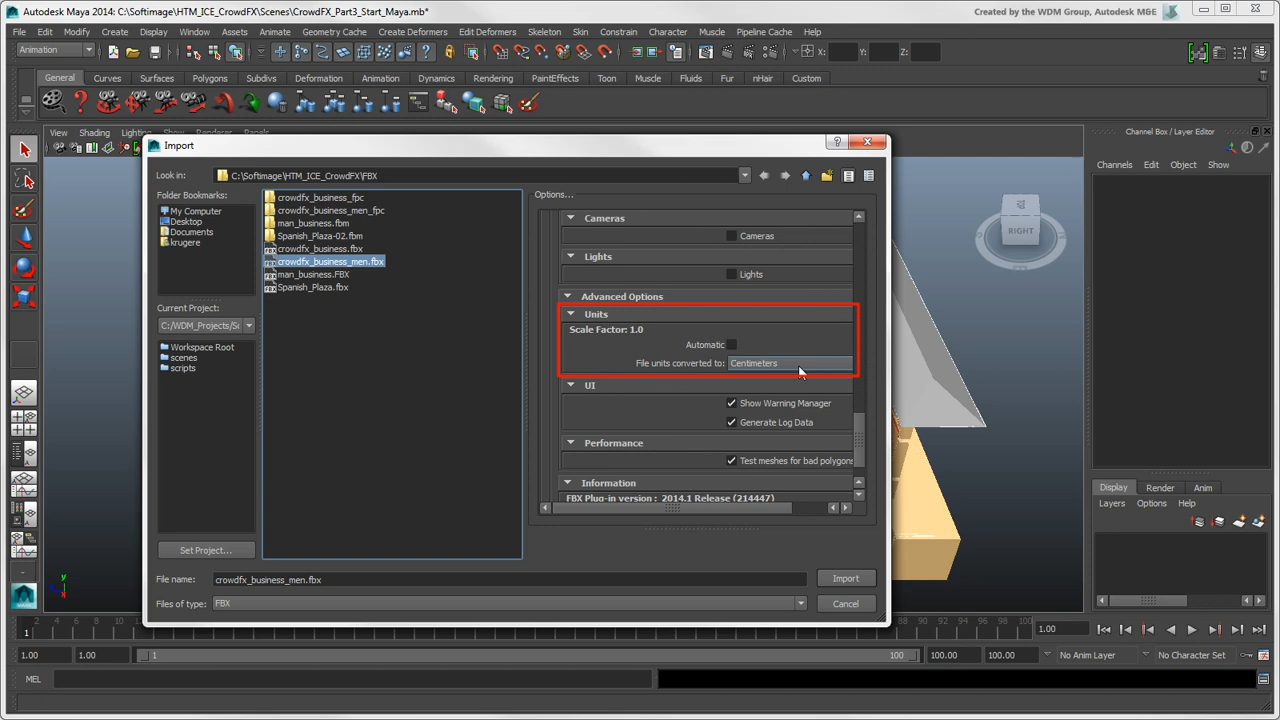 Autodesk Maya 2014: C:\Softimage\HTM_ICE_CrowdFX\Scenes\CrowdFX_Part3_Start_Maya.mb*
Created by the WDM Group, Autodesk M&E
File Edit Modify Create Display Window Assets Animate Geometry Cache Create Deformers Edit Deformers Skeleton Skin Constrain Character Muscle Pipeline Cache Help
Animation X: Y: Z:
General Curves Surfaces Polygons Subdivs Deformation Animation Dynamics Rendering PaintEffects Toon Muscle Fluids Fur nHair Custom
View Shading Lighting Show Renderer Panels
Channel Box / Layer Editor
Channels Edit Object Show
Import
Look in: C:\Softimage\HTM_ICE_CrowdFX\FBX
Folder Bookmarks:
My Computer
Desktop
Documents
krugere
Current Project:
C:/WDM_Projects/So
Workspace Root
scenes
scripts
Set Project...
crowdfx_business_fpc
crowdfx_business_men_fpc
man_business.fbm
Spanish_Plaza-02.fbm
crowdfx_business.fbx
crowdfx_business_men.fbx
man_business.FBX
Spanish_Plaza.fbx
Options...
Cameras
Cameras
Lights
Lights
Advanced Options
Units
Scale Factor: 1.0
Automatic
File units converted to: Centimeters
UI
Show Warning Manager
Generate Log Data
Performance
Test meshes for bad polygons
Information
FBX Plug-in version : 2014.1 Release (214447)
File name: crowdfx_business_men.fbx Import
Files of type: FBX Cancel
RIGHT
Display Render Anim
Layers Options Help
y
x
1.00
1.00 1.00 1 100 100.00 100.00 No Anim Layer No Character Set
MEL